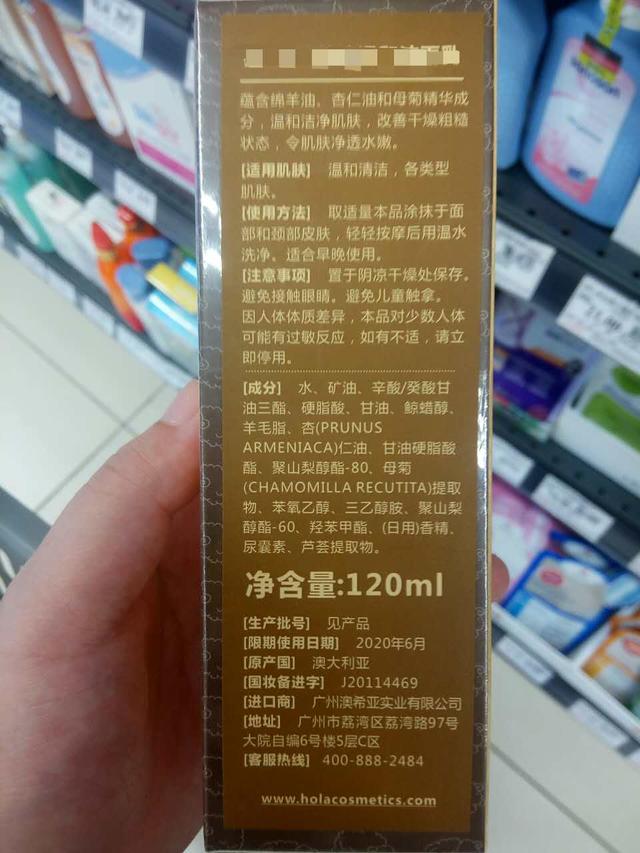 蕴含绵羊油、杏仁油和母菊精华成
分，温和洁净肌肤，改善干燥粗糙
状态，令肌肤净透水嫩。
[适用肌肤] 温和清洁，各类型
肌肤。
[使用方法] 取适量本品涂抹于面
部和颈部皮肤，轻轻按摩后用温水
洗净。适合早晚使用。
[注意事项] 置于阴凉干燥处保存。
避免接触眼睛。避免儿童触拿。
因人体体质差异，本品对少数人体
可能有过敏反应，如有不适，请立
即停用。
[成分] 水、矿油、辛酸/癸酸甘
油三酯、硬脂酸、甘油、鲸蜡醇、
羊毛脂、杏(PRUNUS
ARMENIACA)仁油、甘油硬脂酸
酯、聚山梨醇酯-80、母菊
(CHAMOMILLA RECUTITA)提取
物、苯氧乙醇、三乙醇胺、聚山梨
醇酯-60、羟苯甲酯、(日用)香精、
尿囊素、芦荟提取物。
净含量:120ml
[生产批号] 见产品
[限期使用日期] 2020年6月
[原产国] 澳大利亚
[国妆备进字] J20114469
[进口商] 广州澳希亚实业有限公司
[地址] 广州市荔湾区荔湾路97号
大院自编6号楼5层C区
[客服热线] 400-888-2484
www.holacosmetics.com